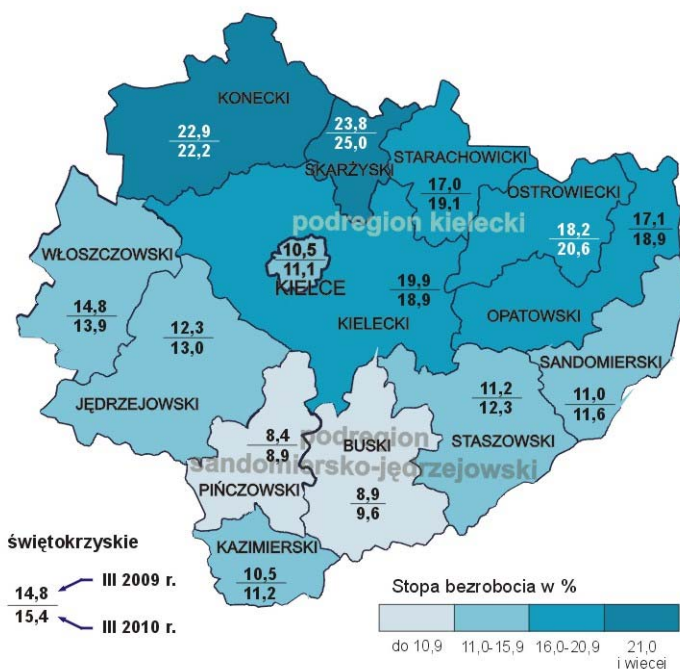 KONECKI
22,9
22,2
23,8
25,0
SKARŻYSKI
STARACHOWICKI
17,0
19,1
OSTROWIECKI
18,2
20,6
17,1
18,9
podregion kielecki
WŁOSZCZOWSKI
14,8
13,9
10,5
11,1
KIELCE
19,9
18,9
KIELECKI
OPATOWSKI
12,3
13,0
JĘDRZEJOWSKI
SANDOMIERSKI
11,0
11,6
11,2
12,3
STASZOWSKI
8,4
8,9
PIŃCZOWSKI
podregion
sandomiersko-jędrzejowski
BUSKI
8,9
9,6
KAZIMIERSKI
10,5
11,2
świętokrzyskie
14,8 III 2009 r.
15,4 III 2010 r.
Stopa bezrobocia w %
do 10,9 11,0-15,9 16,0-20,9 21,0
i wiecei